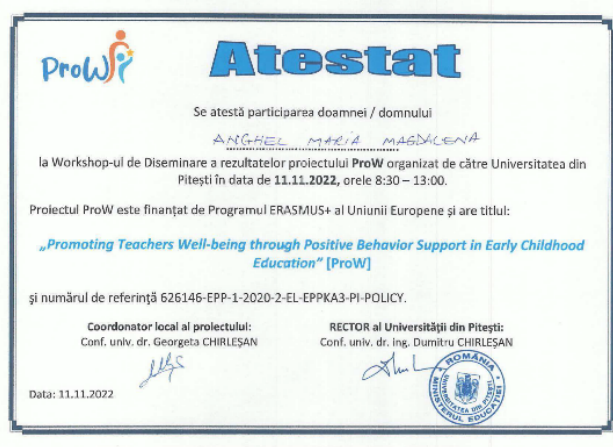 ProW
Atestat
Se atestă participarea doamnei / domnului
ANGHEL MARIA MAGDALENA
la Workshop-ul de Diseminare a rezultatelor proiectului ProW organizat de către Universitatea din
Pitești în data de 11.11.2022, orele 8:30 – 13:00.
Proiectul ProW este finanțat de Programul ERASMUS+ al Uniunii Europene și are titlul:
„Promoting Teachers Well-being through Positive Behavior Support in Early Childhood
Education” [ProW]
și numărul de referință 626146-EPP-1-2020-2-EL-EPPKA3-PI-POLICY.
Coordonator local al proiectului:
Conf. univ. dr. Georgeta CHIRLEȘAN
RECTOR al Universității din Pitești:
Conf. univ. dr. ing. Dumitru CHIRLEȘAN
ROMÂNIA
MINISTERUL EDUCAȚIEI
UNIVERSITATEA DIN PITEȘTI
Data: 11.11.2022